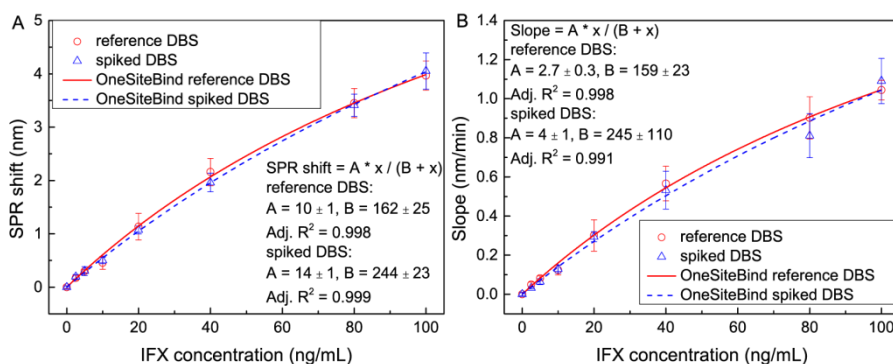 A
5
4
3
2
1
0
SPR shift (nm)
reference DBS
spiked DBS
OneSiteBind reference DBS
OneSiteBind spiked DBS
SPR shift = A * x / (B + x)
reference DBS:
A = 10 ± 1, B = 162 ± 25
Adj. R² = 0.998
spiked DBS:
A = 14 ± 1, B = 244 ± 23
Adj. R² = 0.999
0 20 40 60 80 100
IFX concentration (ng/mL)
B
1.4
1.2
1.0
0.8
0.6
0.4
0.2
0.0
Slope (nm/min)
Slope = A * x / (B + x)
reference DBS:
A = 2.7 ± 0.3, B = 159 ± 23
Adj. R² = 0.998
spiked DBS:
A = 4 ± 1, B = 245 ± 110
Adj. R² = 0.991
reference DBS
spiked DBS
OneSiteBind reference DBS
OneSiteBind spiked DBS
0 20 40 60 80 100
IFX concentration (ng/mL)